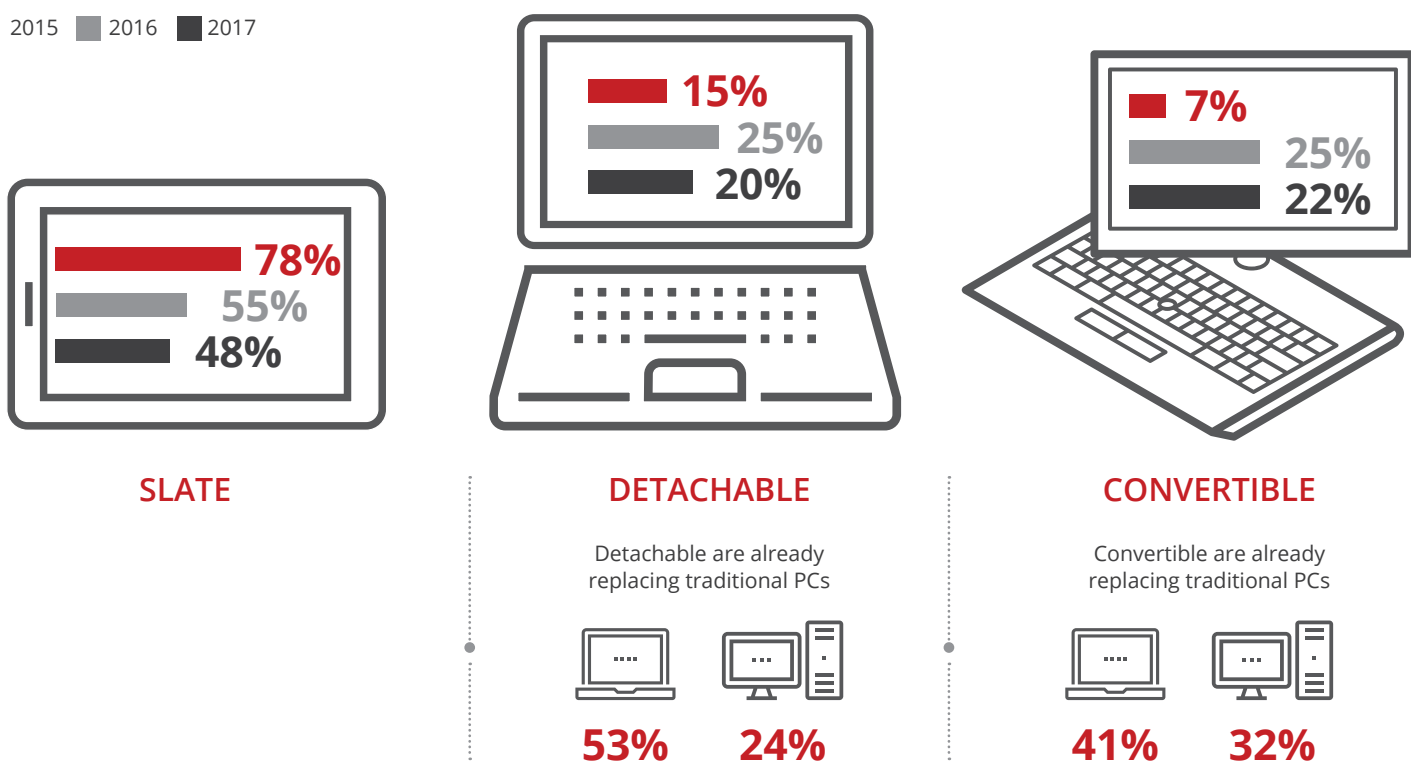 2015 2016 2017
78%
55%
48%
SLATE
15%
25%
20%
DETACHABLE
Detachable are already
replacing traditional PCs
53% 24%
7%
25%
22%
CONVERTIBLE
Convertible are already
replacing traditional PCs
41% 32%